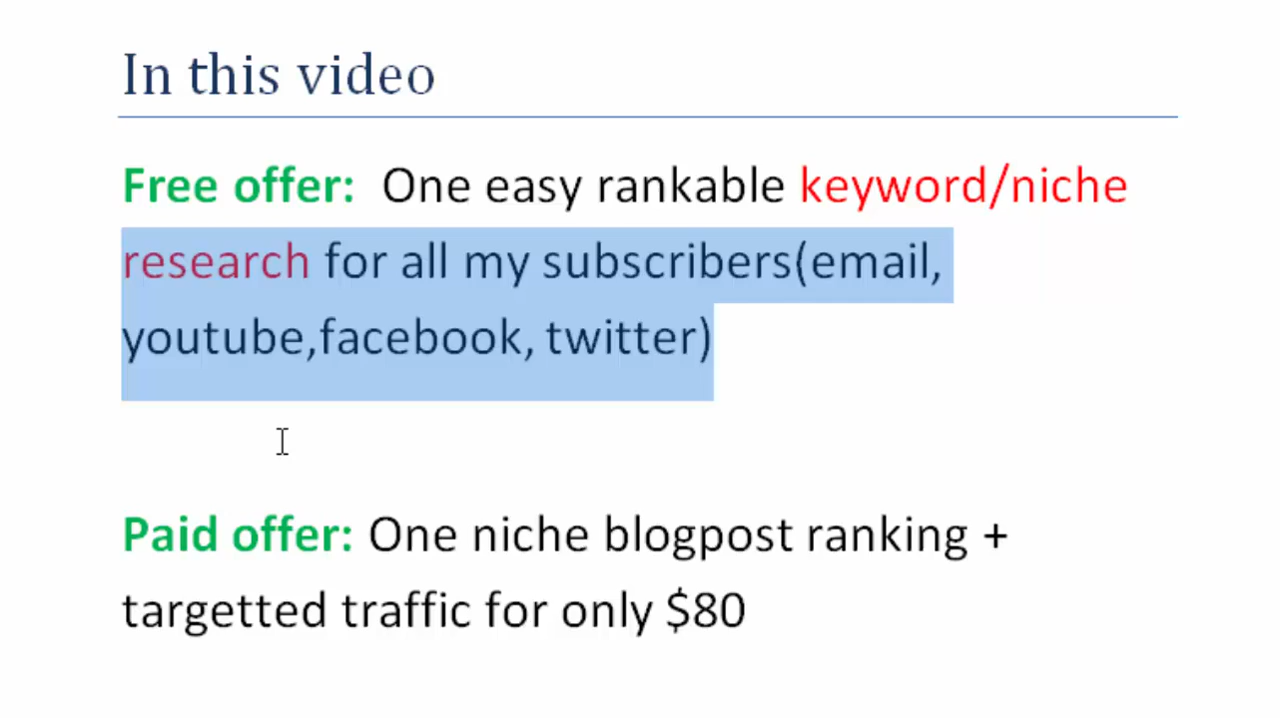 In this video
Free offer:  One easy rankable keyword/niche
research for all my subscribers(email,
youtube,facebook, twitter)
Paid offer: One niche blogpost ranking +
targetted traffic for only $80